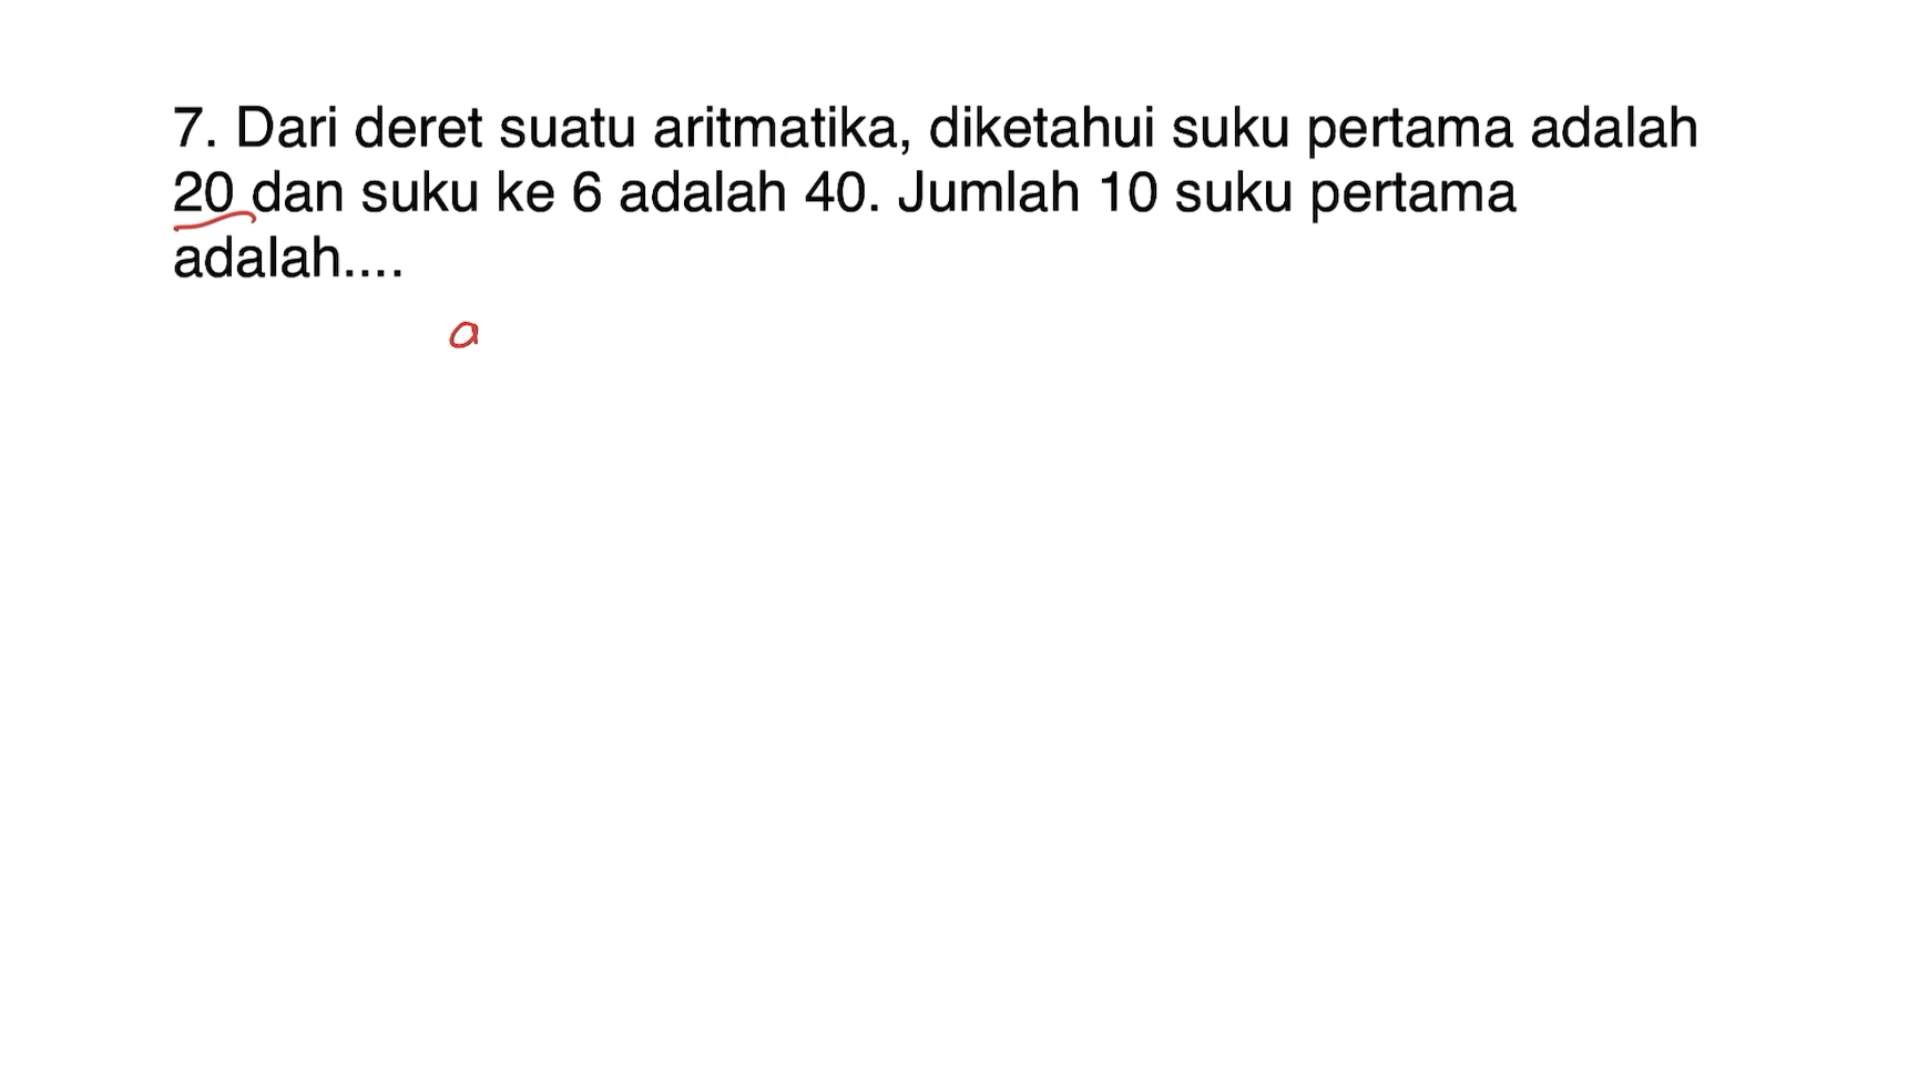 7. Dari deret suatu aritmatika, diketahui suku pertama adalah
20 dan suku ke 6 adalah 40. Jumlah 10 suku pertama
adalah....
a